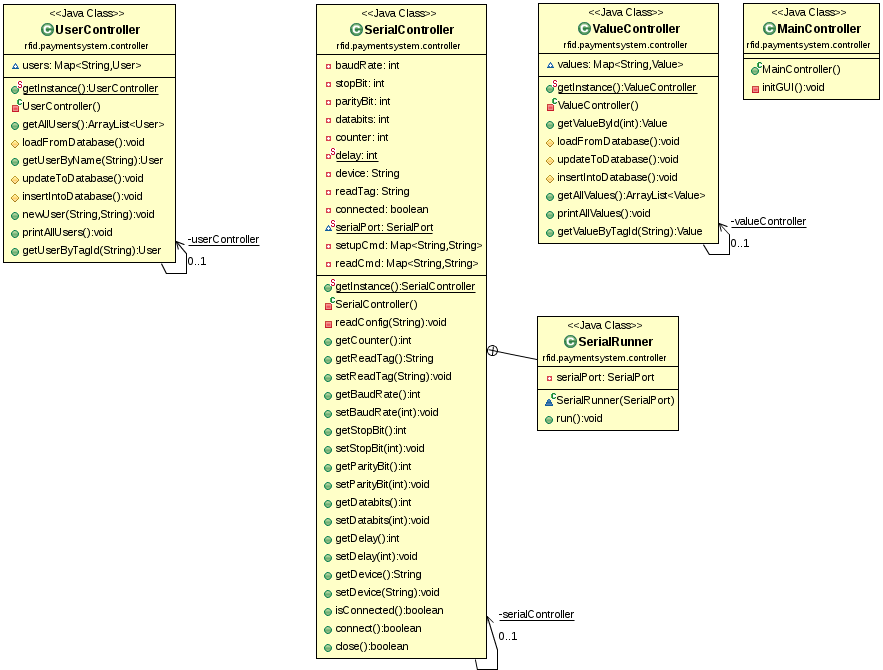 <<Java Class>>
UserController
rfid.paymentsystem.controller
users: Map<String,User>
getInstance():UserController
UserController()
getAllUsers():ArrayList<User>
loadFromDatabase():void
getUserByName(String):User
updateToDatabase():void
insertIntoDatabase():void
newUser(String,String):void
printAllUsers():void
getUserByTagId(String):User
-userController
0..1
<<Java Class>>
SerialController
rfid.paymentsystem.controller
baudRate: int
stopBit: int
parityBit: int
databits: int
counter: int
delay: int
device: String
readTag: String
connected: boolean
serialPort: SerialPort
setupCmd: Map<String,String>
readCmd: Map<String,String>
getInstance():SerialController
SerialController()
readConfig(String):void
getCounter():int
getReadTag():String
setReadTag(String):void
getBaudRate():int
setBaudRate(int):void
getStopBit():int
setStopBit(int):void
getParityBit():int
setParityBit(int):void
getDatabits():int
setDatabits(int):void
getDelay():int
setDelay(int):void
getDevice():String
setDevice(String):void
isConnected():boolean
connect():boolean
close():boolean
-serialController
0..1
<<Java Class>>
ValueController
rfid.paymentsystem.controller
values: Map<String,Value>
getInstance():ValueController
ValueController()
getValueById(int):Value
loadFromDatabase():void
updateToDatabase():void
insertIntoDatabase():void
getAllValues():ArrayList<Value>
printAllValues():void
getValueByTagId(String):Value
-valueController
0..1
<<Java Class>>
MainController
rfid.paymentsystem.controller
MainController()
initGUI():void
<<Java Class>>
SerialRunner
rfid.paymentsystem.controller
serialPort: SerialPort
SerialRunner(SerialPort)
run():void